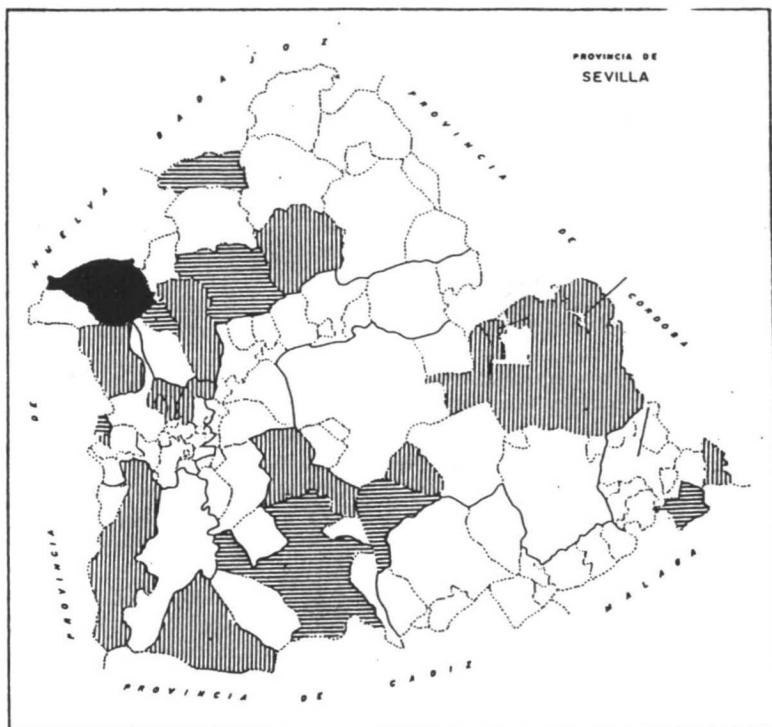 PROVINCIA DE
SEVILLA
BADAJOZ
PROVINCIA
DE
CORDOBA
HUELVA
DE
PROVINCIA
MALAGA
PROVINCIA DE CADIZ